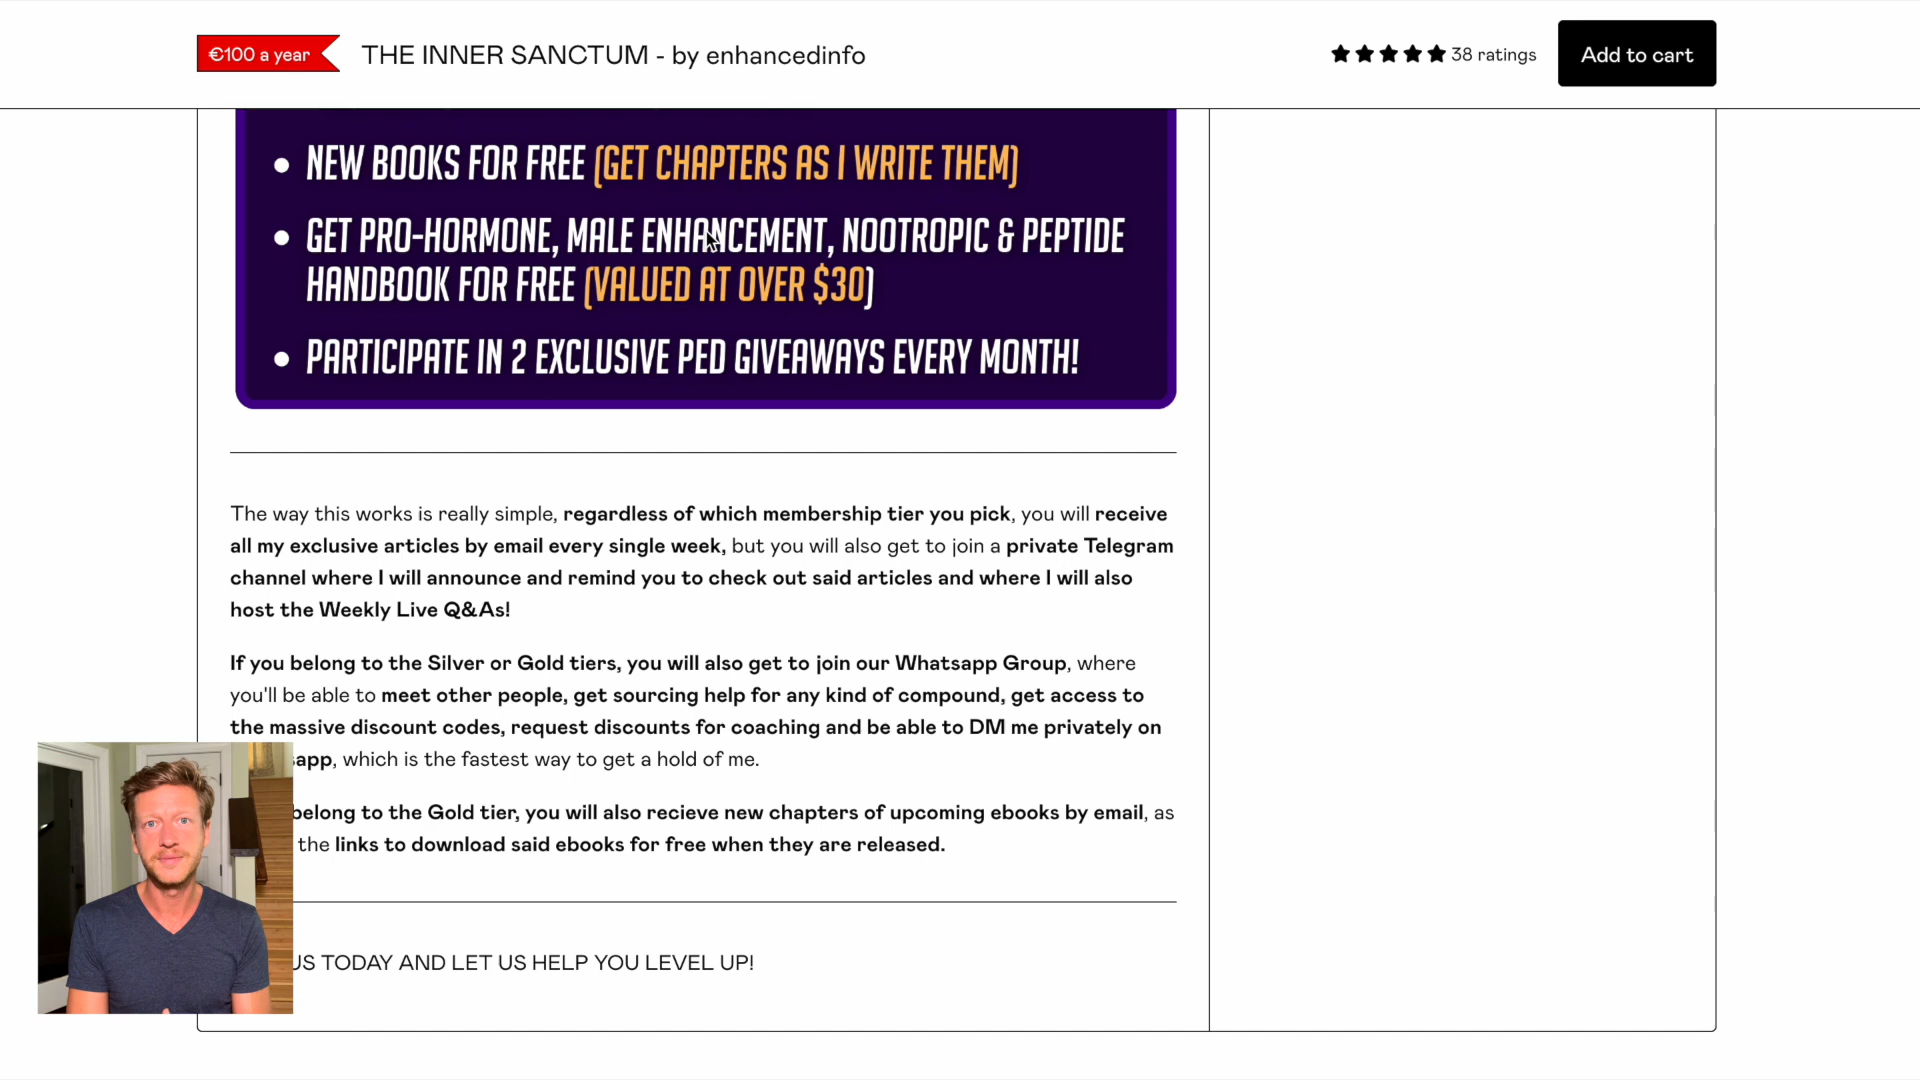 €100 a year
THE INNER SANCTUM - by enhancedinfo
38 ratings
Add to cart
• NEW BOOKS FOR FREE (GET CHAPTERS AS I WRITE THEM)
• GET PRO-HORMONE, MALE ENHANCEMENT, NOOTROPIC & PEPTIDE
HANDBOOK FOR FREE (VALUED AT OVER $30)
• PARTICIPATE IN 2 EXCLUSIVE PED GIVEAWAYS EVERY MONTH!
The way this works is really simple, regardless of which membership tier you pick, you will receive
all my exclusive articles by email every single week, but you will also get to join a private Telegram
channel where I will announce and remind you to check out said articles and where I will also
host the Weekly Live Q&As!
If you belong to the Silver or Gold tiers, you will also get to join our Whatsapp Group, where
you'll be able to meet other people, get sourcing help for any kind of compound, get access to
the massive discount codes, request discounts for coaching and be able to DM me privately on
app, which is the fastest way to get a hold of me.
belong to the Gold tier, you will also recieve new chapters of upcoming ebooks by email, as
the links to download said ebooks for free when they are released.
US TODAY AND LET US HELP YOU LEVEL UP!